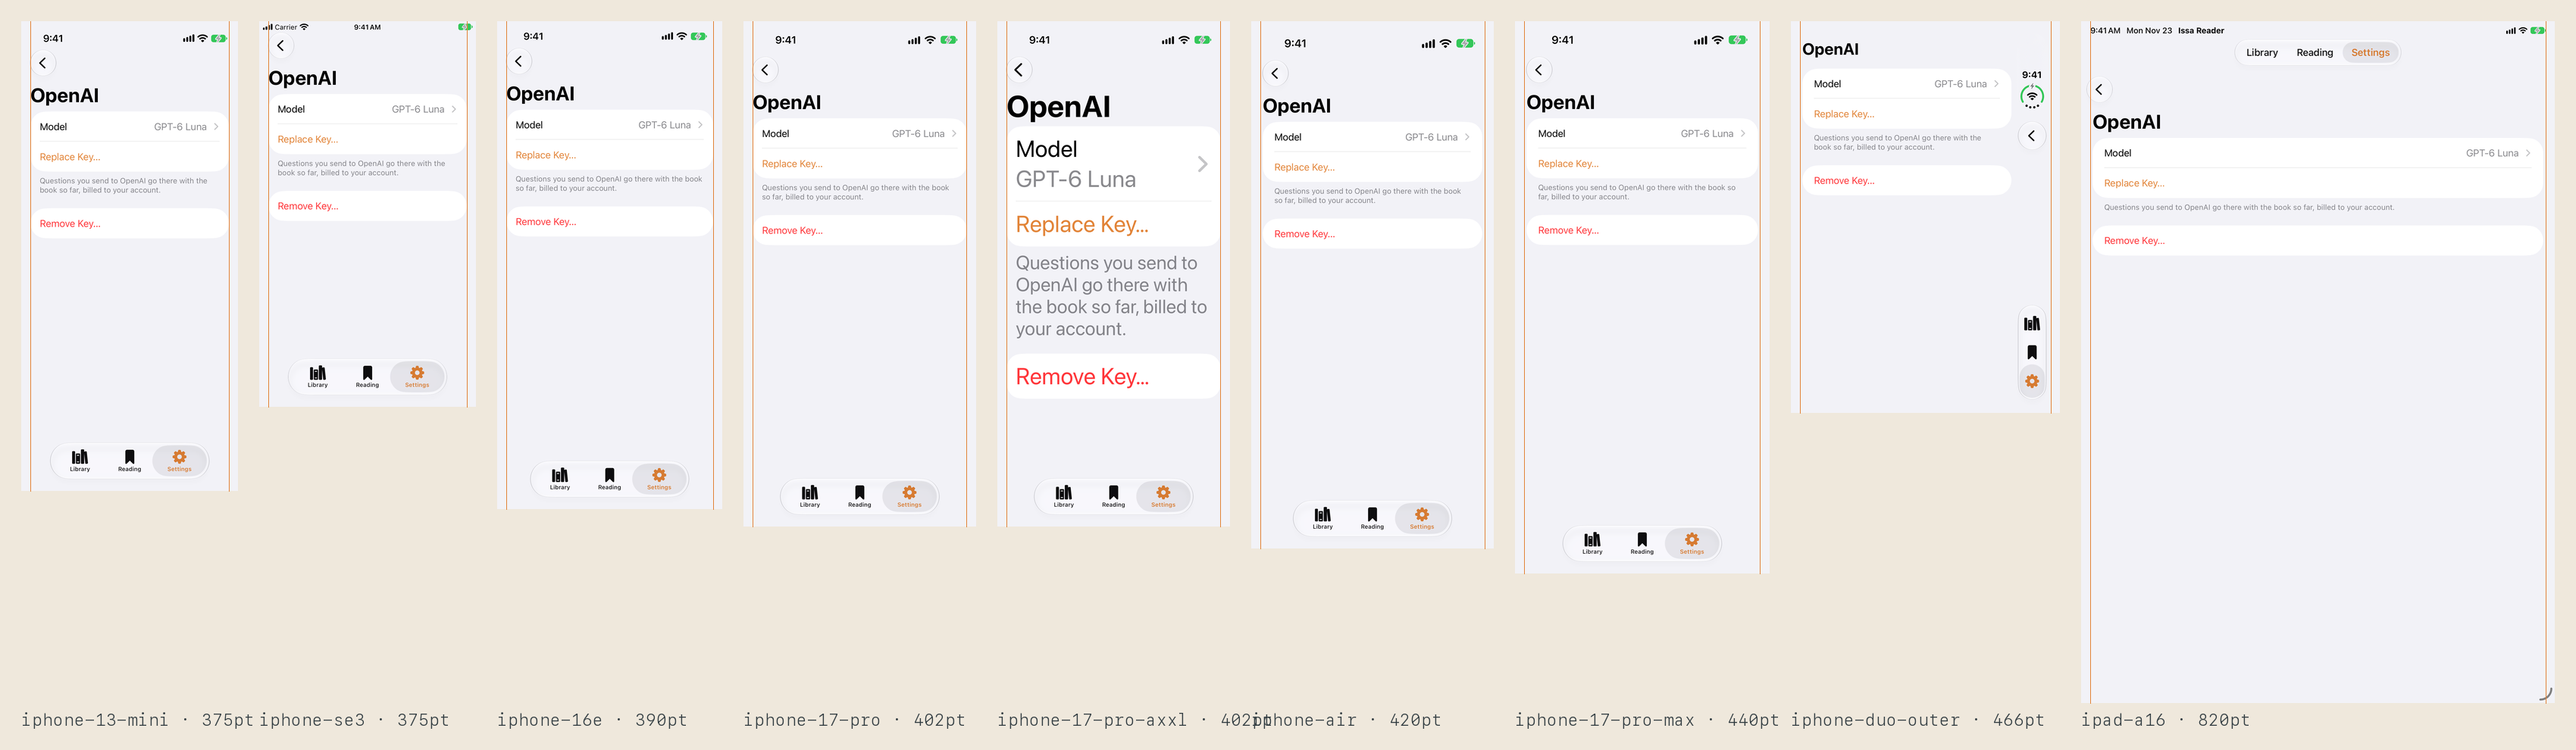 9:41
OpenAI
Model GPT-6 Luna
Replace Key...
Questions you send to OpenAI go there with the
book so far, billed to your account.
Remove Key...
Library Reading Settings
iphone-13-mini · 375pt
Carrier 9:41 AM
OpenAI
Model GPT-6 Luna
Replace Key...
Questions you send to OpenAI go there with the
book so far, billed to your account.
Remove Key...
Library Reading Settings
iphone-se3 · 375pt
9:41
OpenAI
Model GPT-6 Luna
Replace Key...
Questions you send to OpenAI go there with the book
so far, billed to your account.
Remove Key...
Library Reading Settings
iphone-16e · 390pt
9:41
OpenAI
Model GPT-6 Luna
Replace Key...
Questions you send to OpenAI go there with the book
so far, billed to your account.
Remove Key...
Library Reading Settings
iphone-17-pro · 402pt
9:41
OpenAI
Model
GPT-6 Luna
Replace Key...
Questions you send to
OpenAI go there with
the book so far, billed to
your account.
Remove Key...
Library Reading Settings
iphone-17-pro-axxl · 402pt
9:41
OpenAI
Model GPT-6 Luna
Replace Key...
Questions you send to OpenAI go there with the book
so far, billed to your account.
Remove Key...
Library Reading Settings
iphone-air · 420pt
9:41
OpenAI
Model GPT-6 Luna
Replace Key...
Questions you send to OpenAI go there with the book so
far, billed to your account.
Remove Key...
Library Reading Settings
iphone-17-pro-max · 440pt
OpenAI
9:41
Model GPT-6 Luna
Replace Key...
Questions you send to OpenAI go there with the
book so far, billed to your account.
Remove Key...
iphone-duo-outer · 466pt
9:41 AM Mon Nov 23 Issa Reader
Library Reading Settings
OpenAI
Model GPT-6 Luna
Replace Key...
Questions you send to OpenAI go there with the book so far, billed to your account.
Remove Key...
ipad-a16 · 820pt